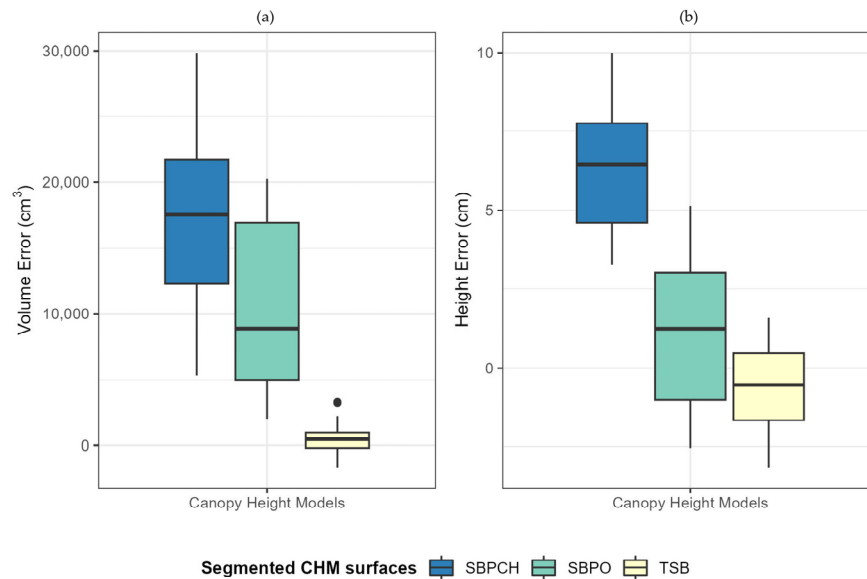 (a)
(b)
30,000
20,000
10,000
0
Volume Error (cm³)
Canopy Height Models
10
5
0
Height Error (cm)
Canopy Height Models
Segmented CHM surfaces SBPCH SBPO TSB